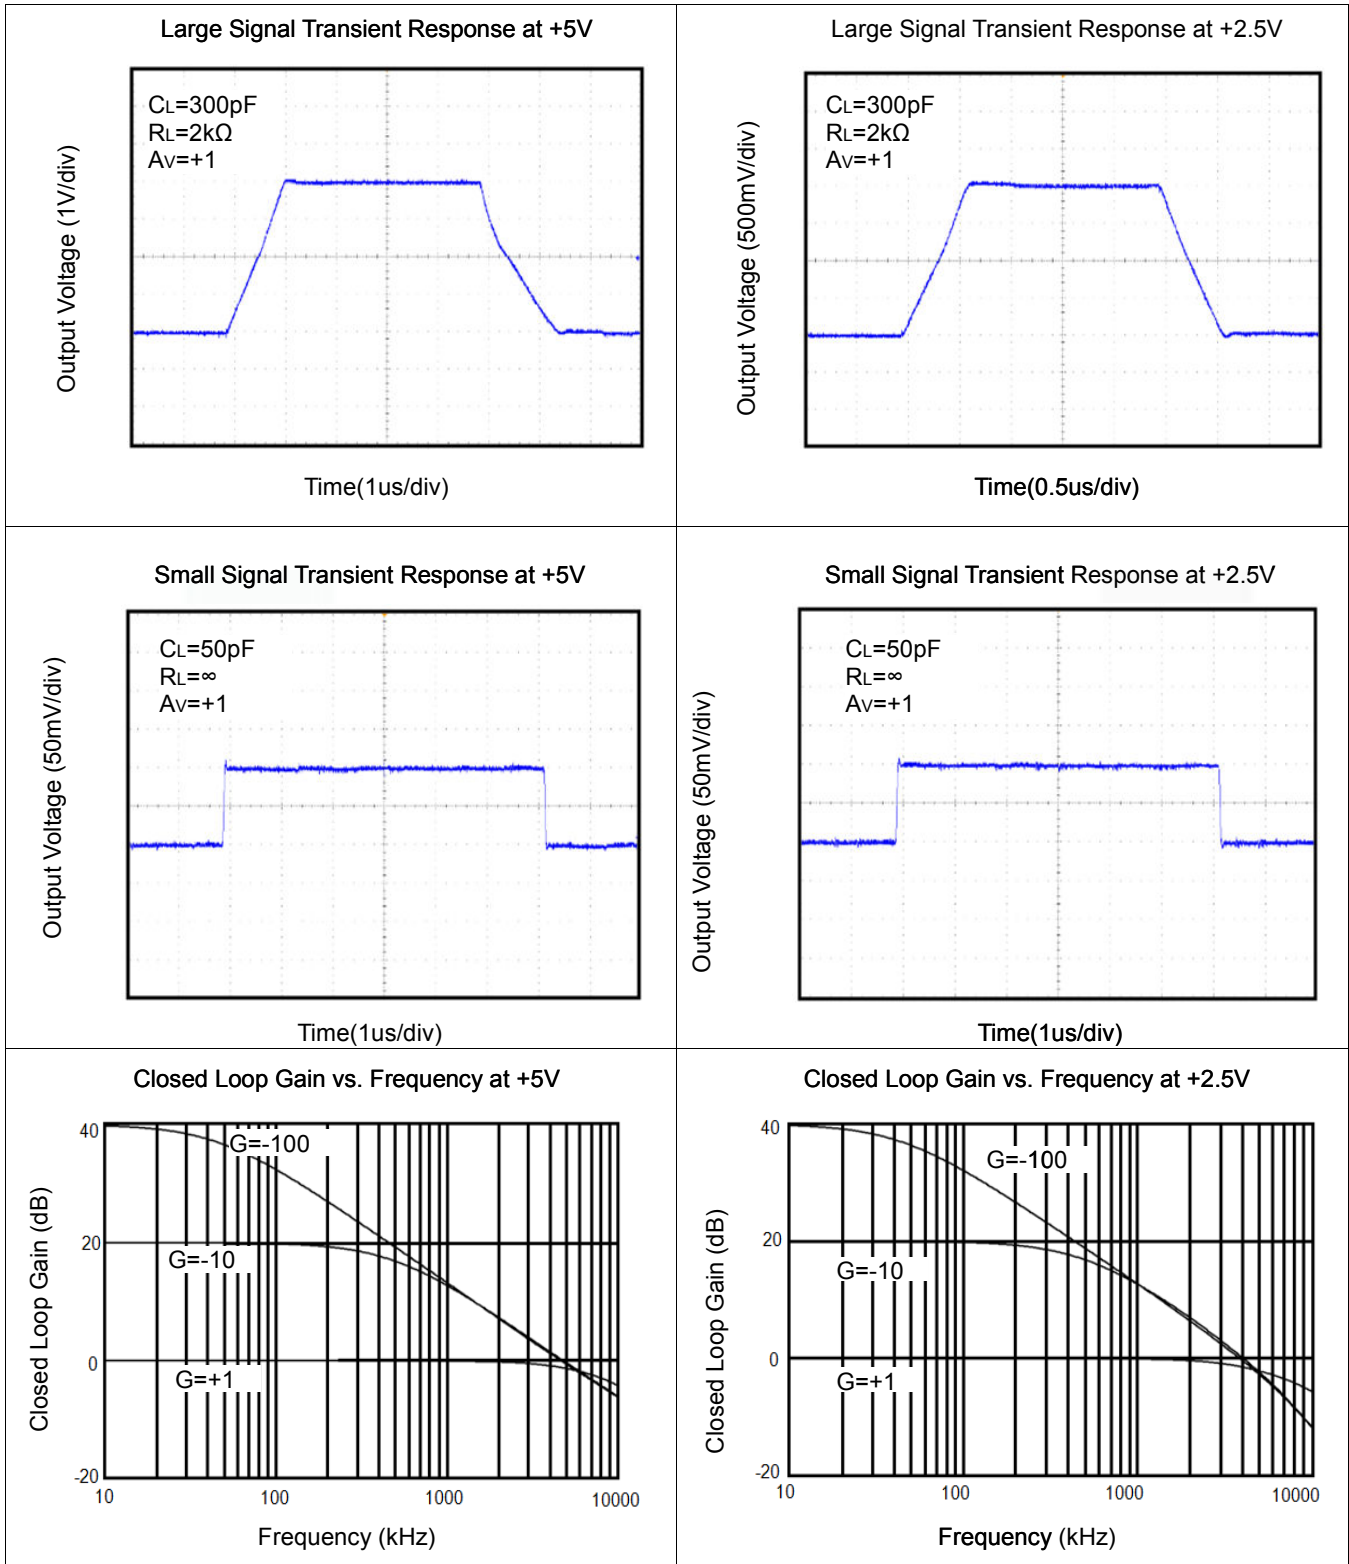 Large Signal Transient Response at +5V
CL=300pF
RL=2kΩ
AV=+1
Output Voltage (1V/div)
Time(1us/div)
Large Signal Transient Response at +2.5V
CL=300pF
RL=2kΩ
AV=+1
Output Voltage (500mV/div)
Time(0.5us/div)
Small Signal Transient Response at +5V
CL=50pF
RL=∞
AV=+1
Output Voltage (50mV/div)
Time(1us/div)
Small Signal Transient Response at +2.5V
CL=50pF
RL=∞
AV=+1
Output Voltage (50mV/div)
Time(1us/div)
Closed Loop Gain vs. Frequency at +5V
40
G=-100
20
G=-10
0
G=+1
-20
Closed Loop Gain (dB)
10 100 1000 10000
Frequency (kHz)
Closed Loop Gain vs. Frequency at +2.5V
40
G=-100
20
G=-10
0
G=+1
-20
Closed Loop Gain (dB)
10 100 1000 10000
Frequency (kHz)